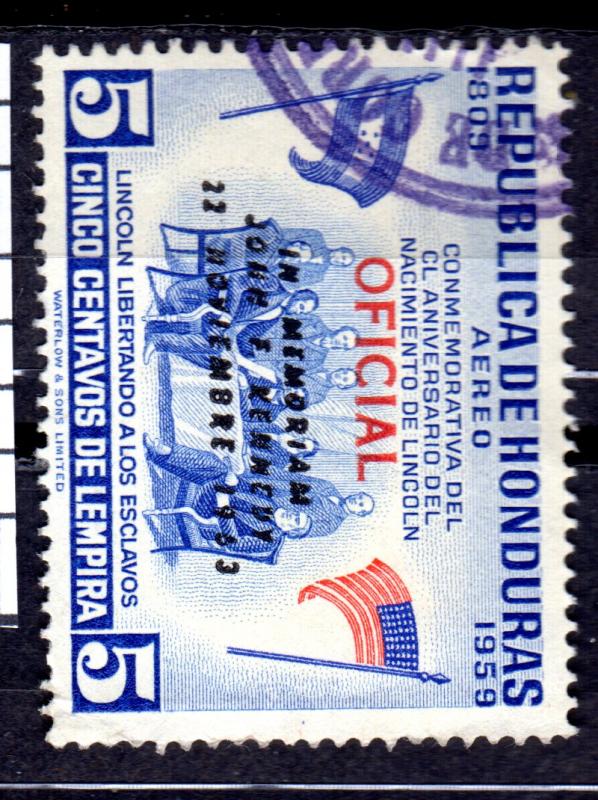 REPUBLICA DE HONDURAS
1809 AEREO 1959
CONMEMORATIVA DEL
CL ANIVERSARIO DEL
NACIMIENTO DE LINCOLN
OFICIAL
IN MEMORIAM
JOHN F. KENNEDY
22 NOVIEMBRE 1963
LINCOLN LIBERTANDO A LOS ESCLAVOS
5 CINCO CENTAVOS DE LEMPIRA 5
WATERLOW & SONS LIMITED